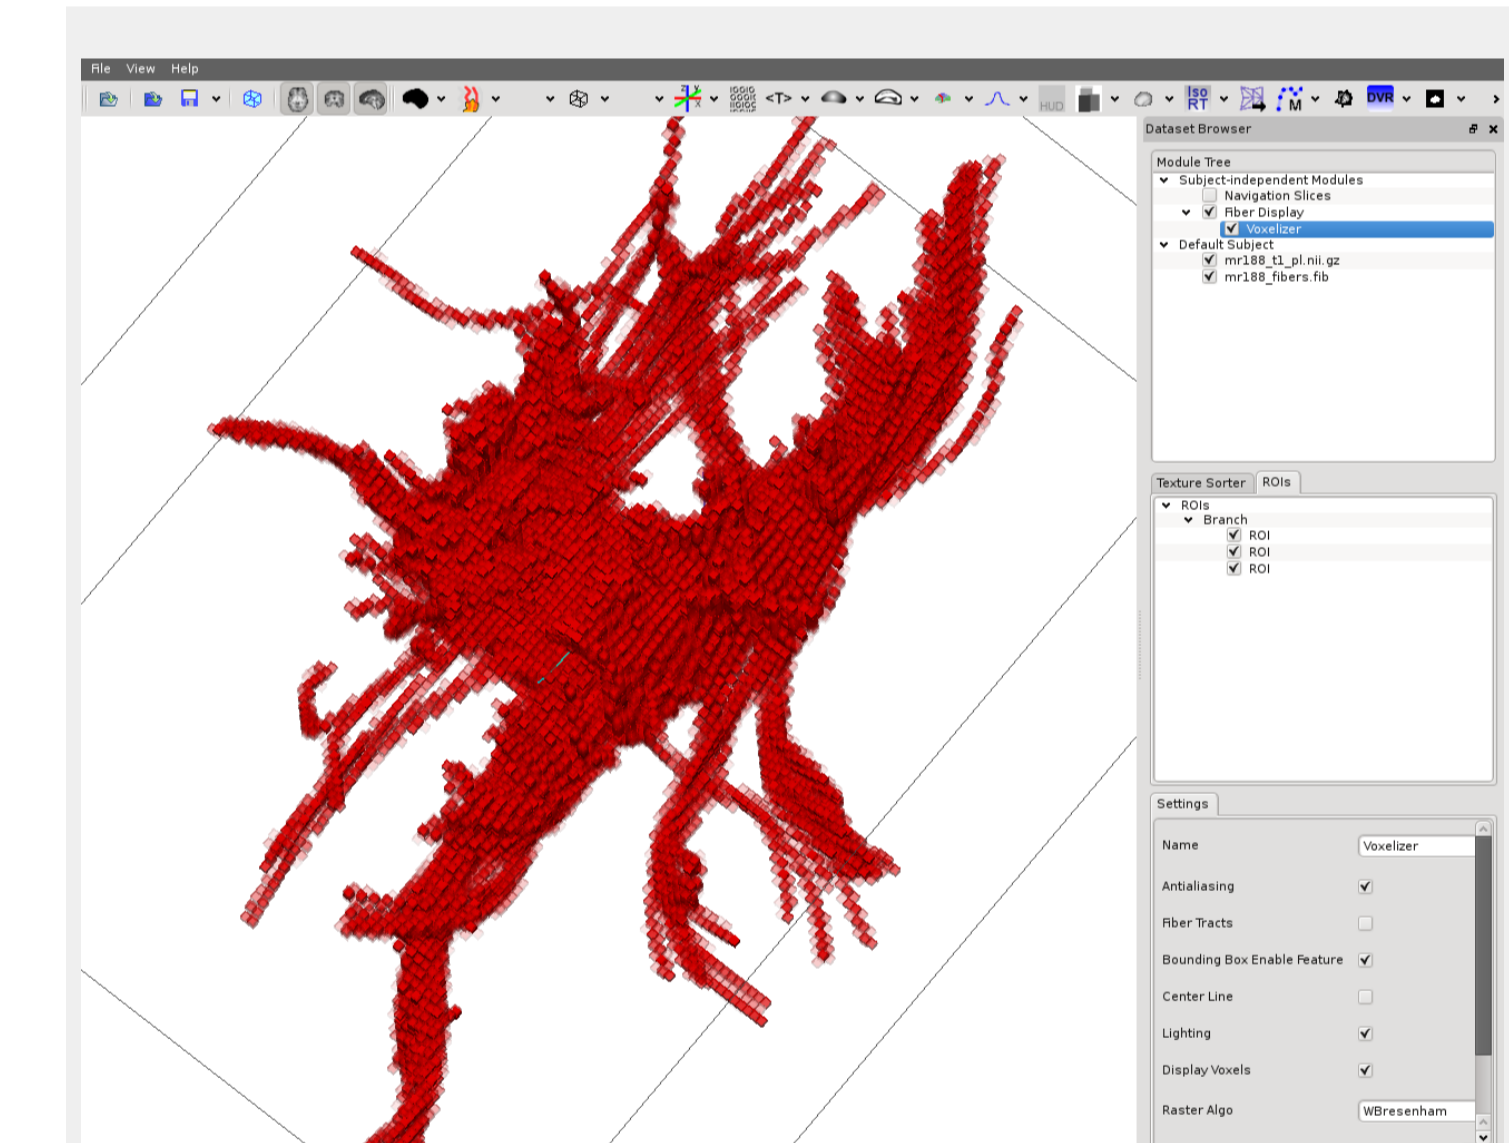 File View Help
<T> HUD Iso RT M DVR
Dataset Browser
Module Tree
Subject-independent Modules
Navigation Slices
Fiber Display
Voxelizer
Default Subject
mr188_t1_pl.nii.gz
mr188_fibers.fib
Texture Sorter ROIs
ROIs
Branch
ROI
ROI
ROI
Settings
Name Voxelizer
Antialiasing
Fiber Tracts
Bounding Box Enable Feature
Center Line
Lighting
Display Voxels
Raster Algo WBresenham